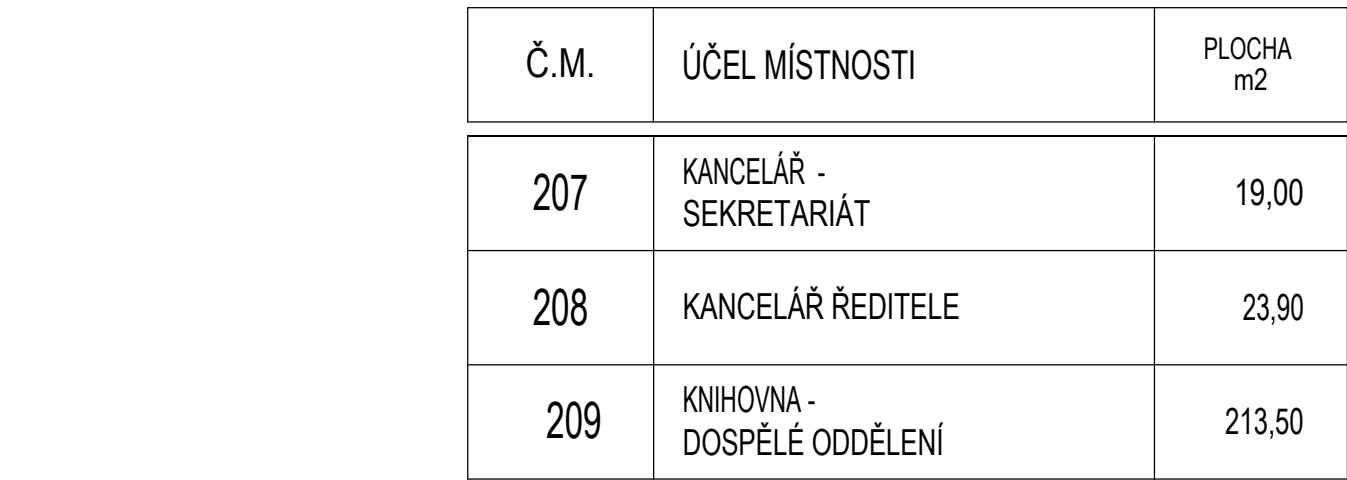 Č.M. ÚČEL MÍSTNOSTI PLOCHA
m2
207 KANCELÁŘ - 19,00
SEKRETARIÁT
208 KANCELÁŘ ŘEDITELE 23,90
209 KNIHOVNA - 213,50
DOSPĚLÉ ODDĚLENÍ